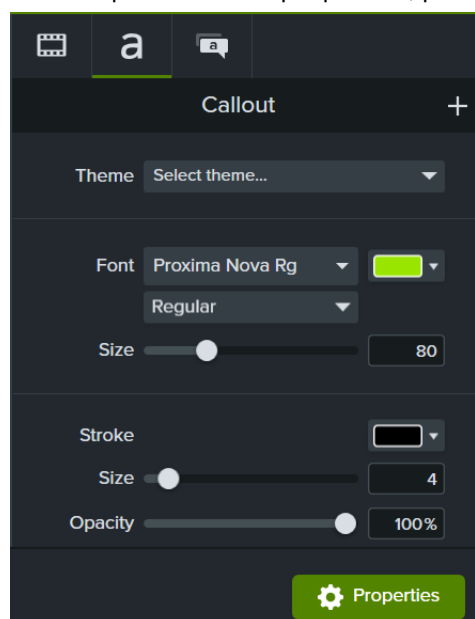 a
a
Callout +
Theme Select theme...
Font Proxima Nova Rg
Regular
Size 80
Stroke
Size 4
Opacity 100%
Properties